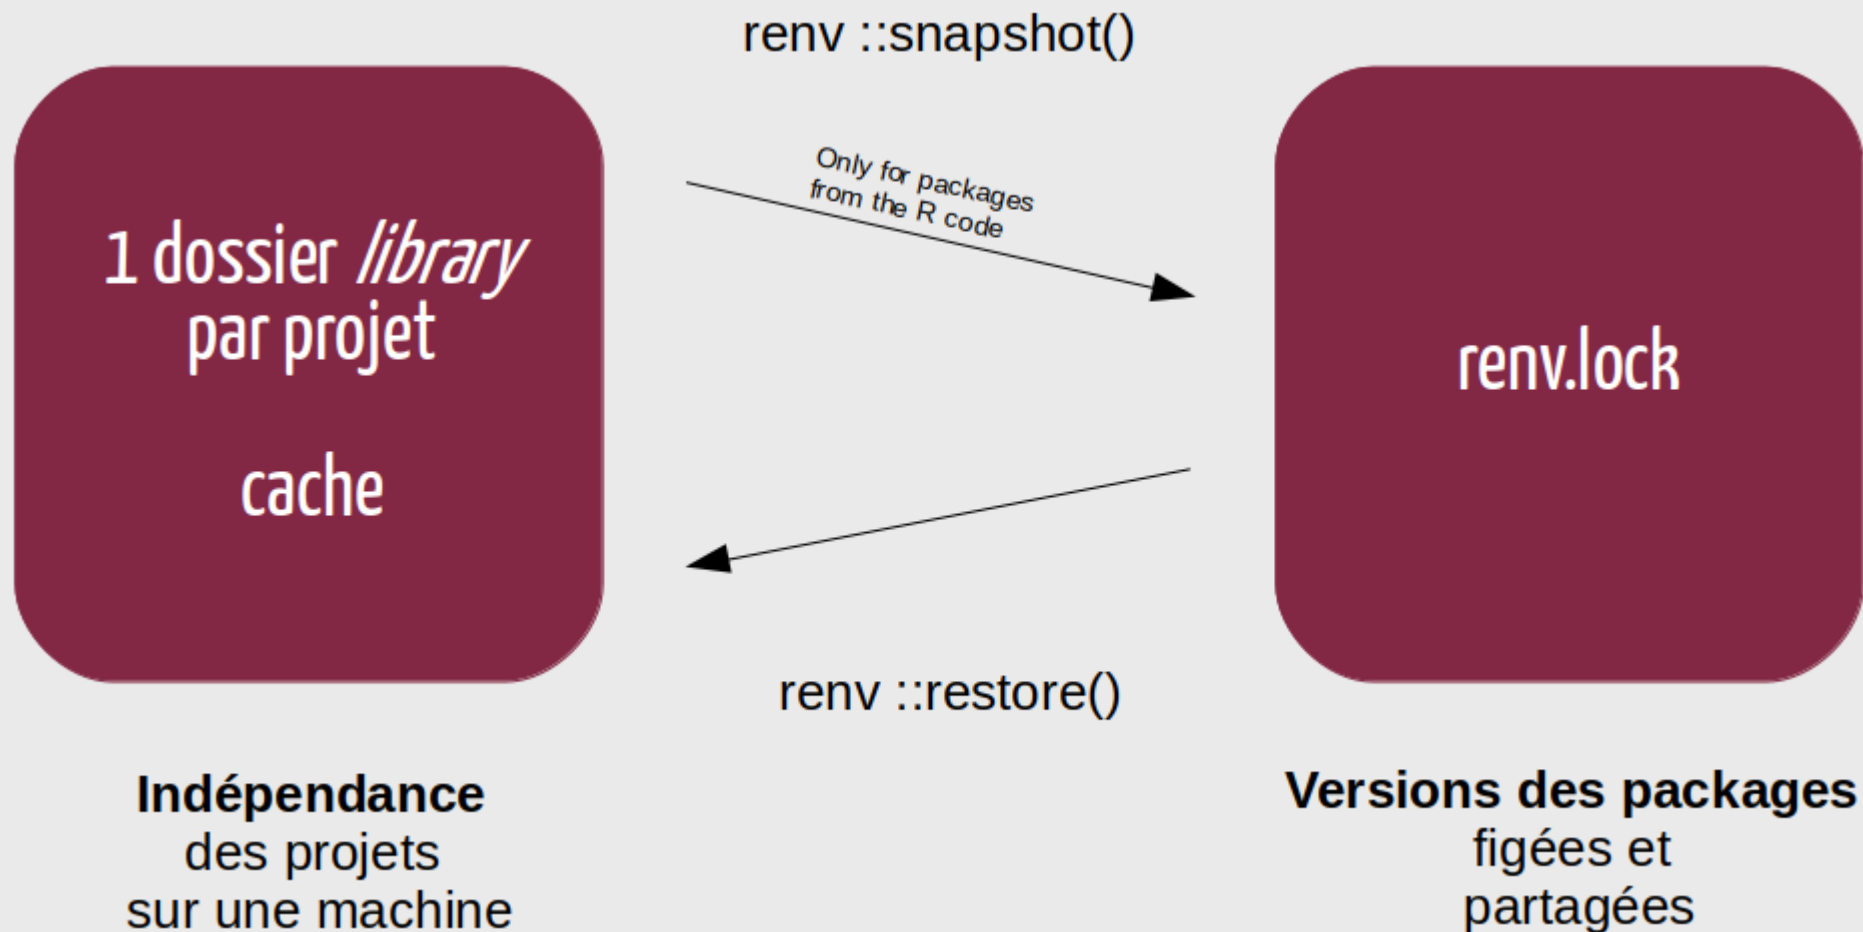 renv ::snapshot()
Only for packages
from the R code
1 dossier library
par projet
cache
renv.lock
renv ::restore()
Indépendance
des projets
sur une machine
Versions des packages
figées et
partagées